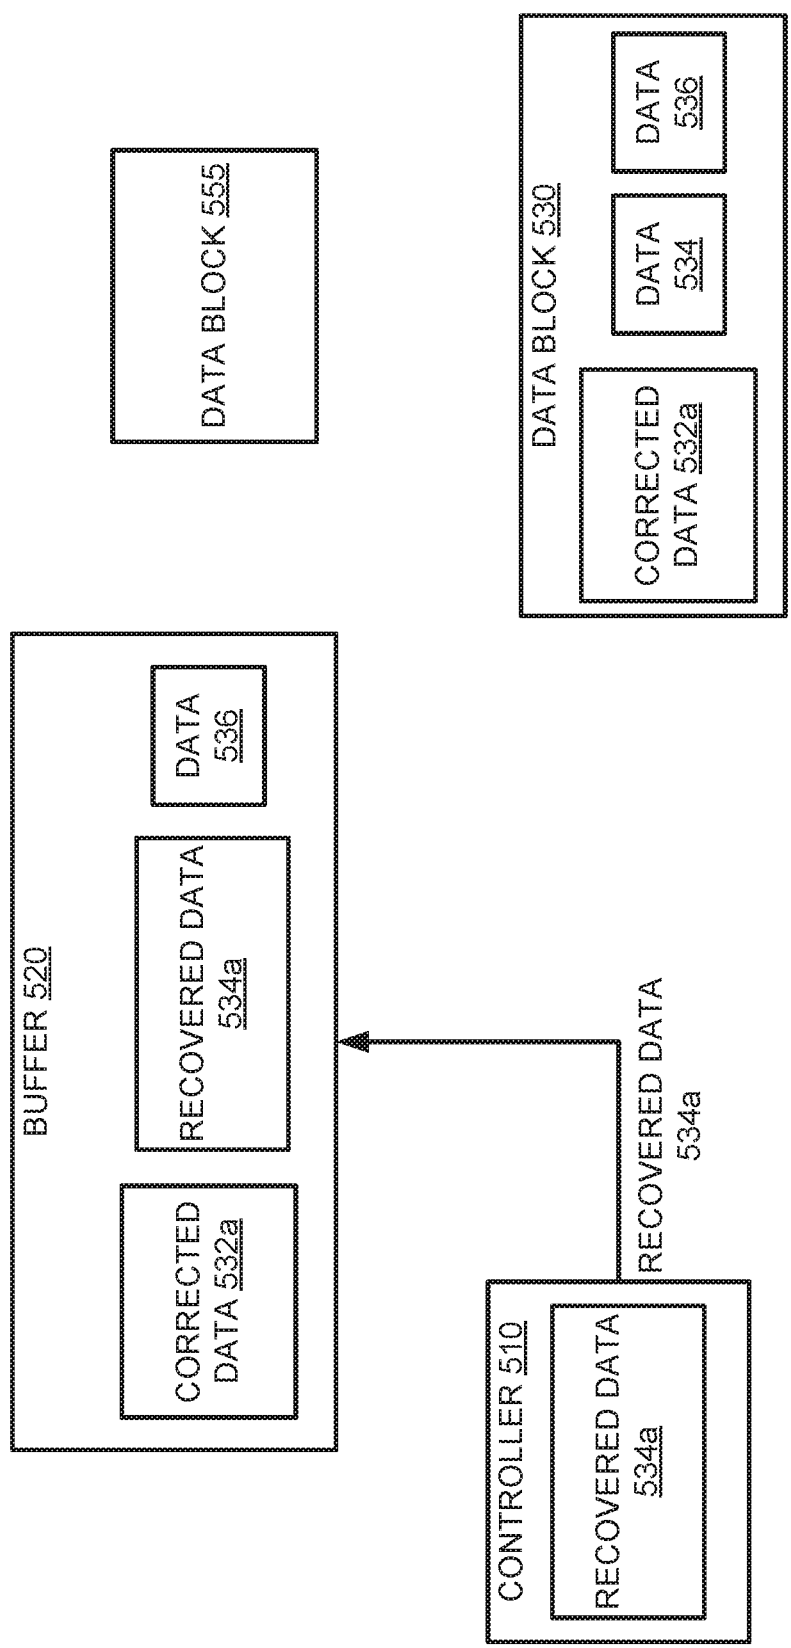 BUFFER 520
CORRECTED
DATA 532a
RECOVERED DATA
534a
DATA
536
DATA BLOCK 555
CONTROLLER 510
RECOVERED DATA
534a
RECOVERED DATA
534a
DATA BLOCK 530
CORRECTED
DATA 532a
DATA
534
DATA
536